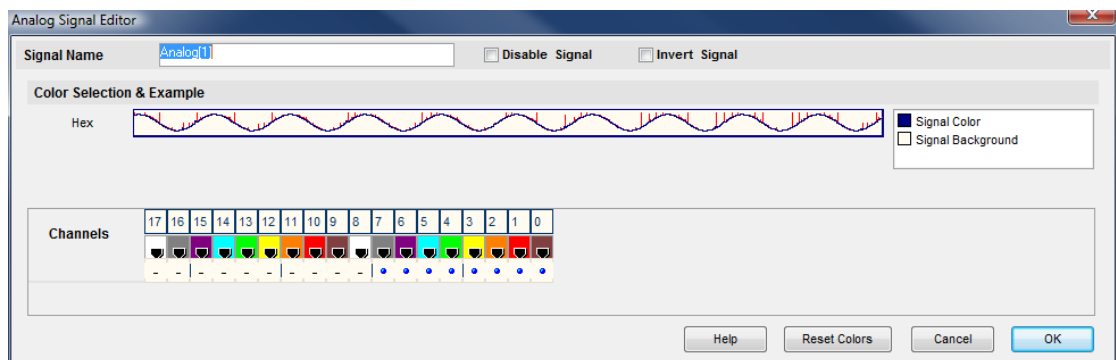 Analog Signal Editor
Signal Name Analog[1] Disable Signal Invert Signal
Color Selection & Example
Hex
Signal Color
Signal Background
17 16 15 14 13 12 11 10 9 8 7 6 5 4 3 2 1 0
Channels
Help Reset Colors Cancel OK